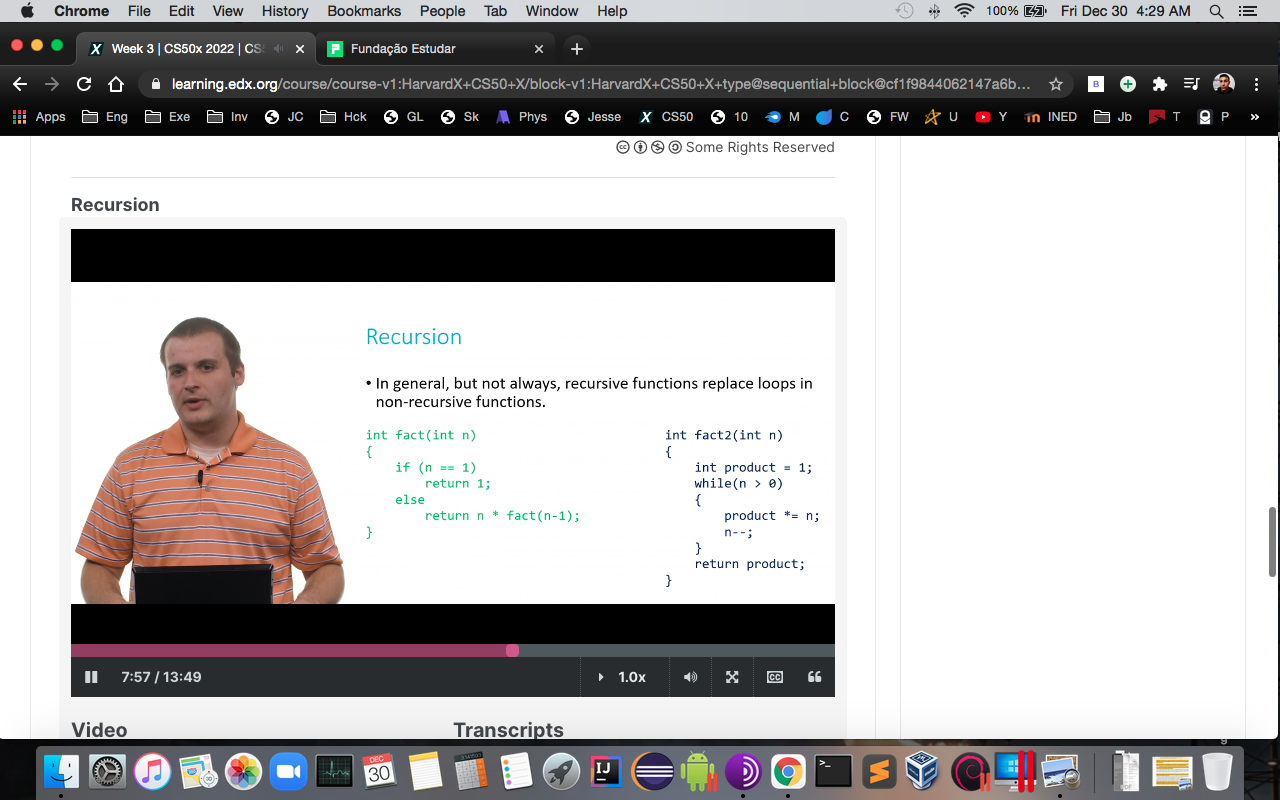 Chrome File Edit View History Bookmarks People Tab Window Help 100% Fri Dec 30 4:29 AM
Week 3 | CS50x 2022 | CS Fundação Estudar
learning.edx.org/course/course-v1:HarvardX+CS50+X/block-v1:HarvardX+CS50+X+type@sequential+block@cf1f9844062147a6b... B
Apps Eng Exe Inv JC Hck GL Sk Phys Jesse CS50 10 M C FW U Y INED Jb T P »
Some Rights Reserved
Recursion
Recursion
• In general, but not always, recursive functions replace loops in
non-recursive functions.
int fact(int n)
{
if (n == 1)
return 1;
else
return n * fact(n-1);
}
int fact2(int n)
{
int product = 1;
while(n > 0)
{
product *= n;
n--;
}
return product;
}
7:57 / 13:49 1.0x CC
Video Transcripts
DEC
30
IJ
>_